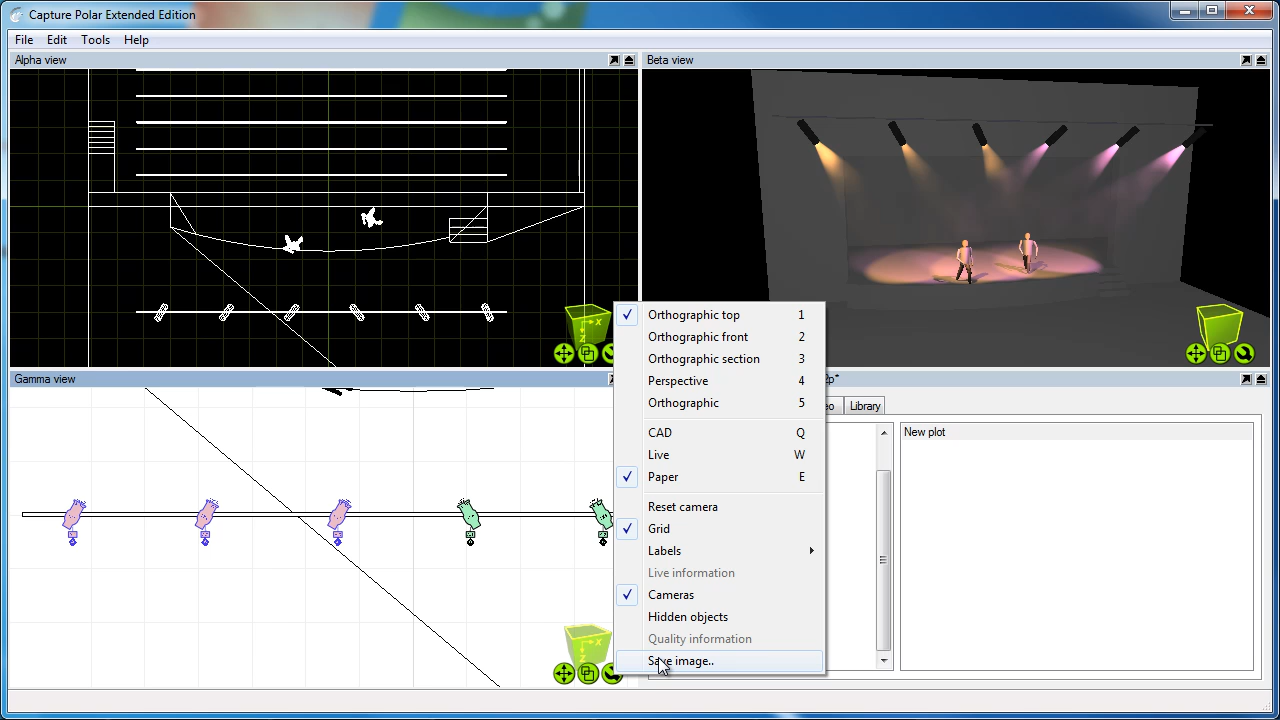 Capture Polar Extended Edition
File Edit Tools Help
Alpha view
Beta view
Orthographic top 1
Orthographic front 2
Orthographic section 3
Perspective 4
Orthographic 5
CAD Q
Live W
Paper E
Reset camera
Grid
Labels
Live information
Cameras
Hidden objects
Quality information
Save image..
Gamma view
2p*
eo Library
New plot
X
Z
X
Z